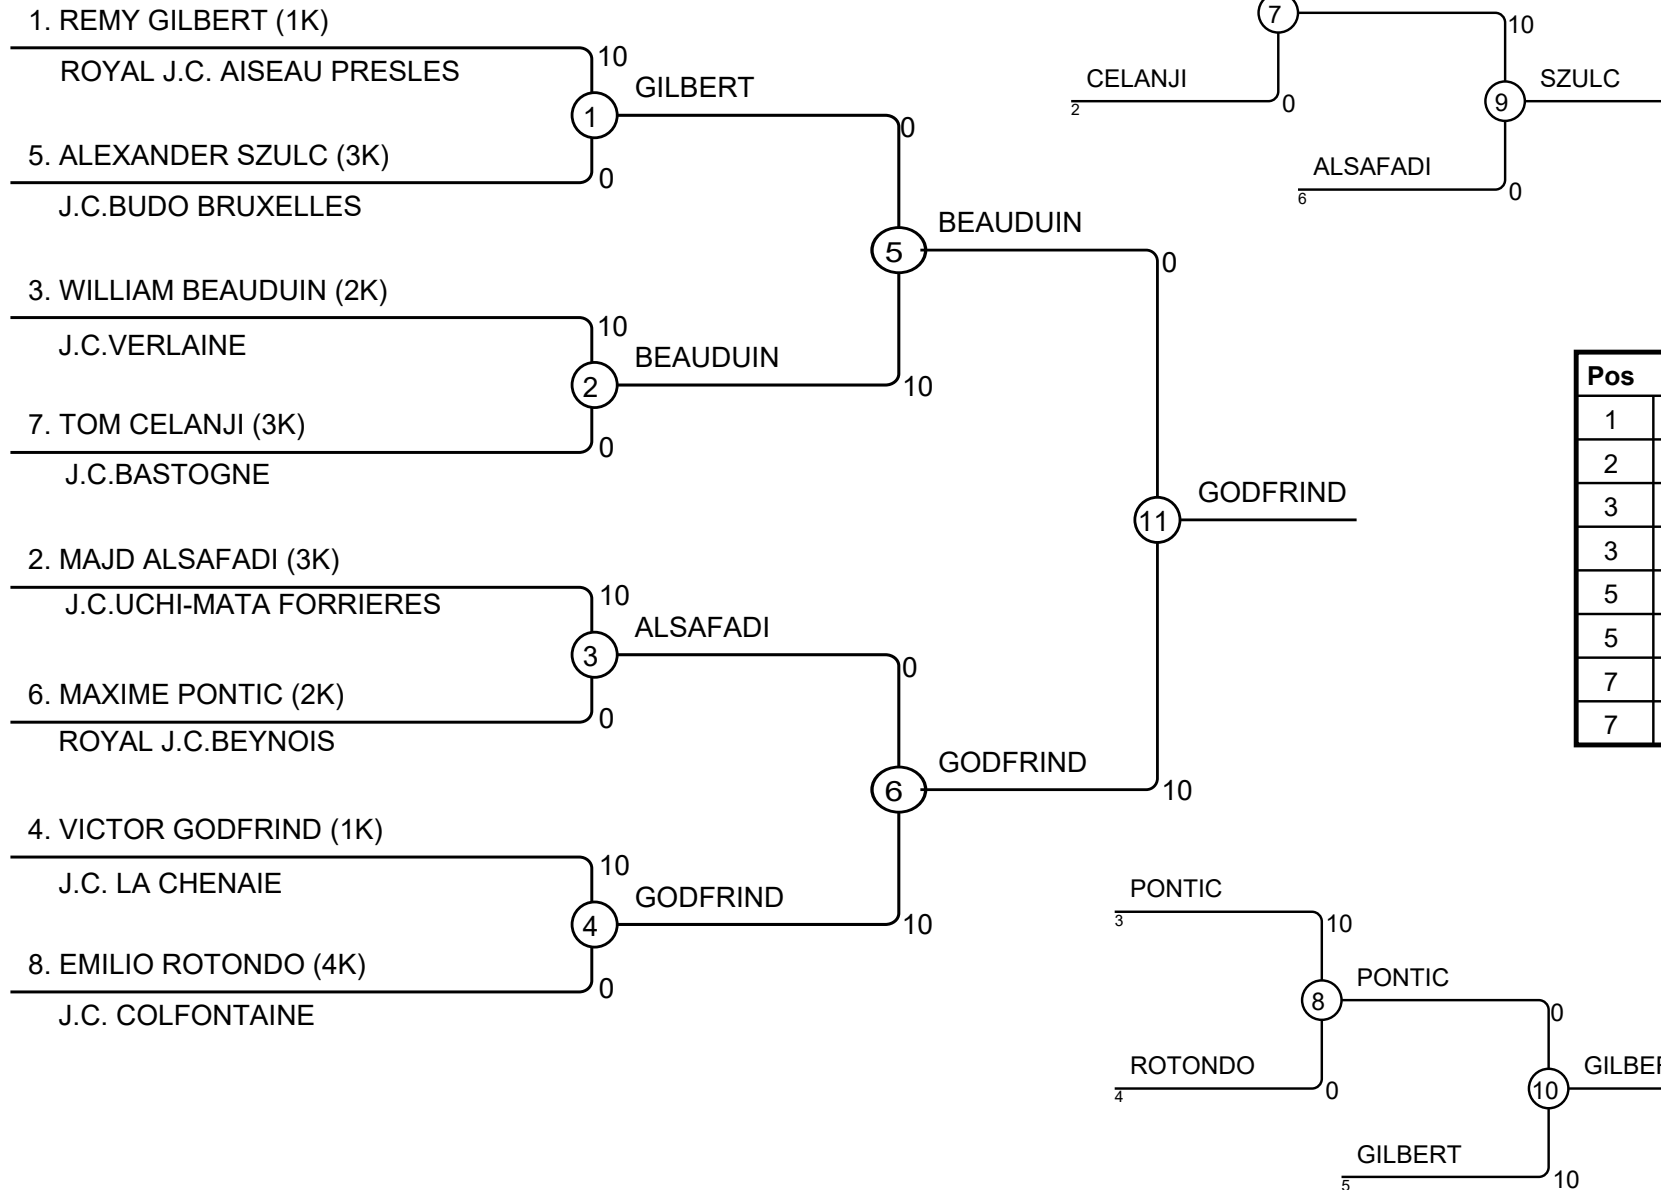 1. REMY GILBERT (1K)
10
ROYAL J.C. AISEAU PRESLES
1
GILBERT
0
5. ALEXANDER SZULC (3K)
0
J.C.BUDO BRUXELLES
5
BEAUDUIN
0
3. WILLIAM BEAUDUIN (2K)
10
J.C.VERLAINE
2
BEAUDUIN
10
7. TOM CELANJI (3K)
0
J.C.BASTOGNE
11
GODFRIND
2. MAJD ALSAFADI (3K)
10
J.C.UCHI-MATA FORRIERES
3
ALSAFADI
0
6. MAXIME PONTIC (2K)
0
ROYAL J.C.BEYNOIS
6
GODFRIND
10
4. VICTOR GODFRIND (1K)
10
J.C. LA CHENAIE
4
GODFRIND
10
8. EMILIO ROTONDO (4K)
0
J.C. COLFONTAINE
7
10
CELANJI
2
0
9
SZULC
ALSAFADI
6
0
Pos
1
2
3
3
5
5
7
7
PONTIC
3
10
8
PONTIC
0
ROTONDO
4
0
10
GILBE
GILBERT
5
10